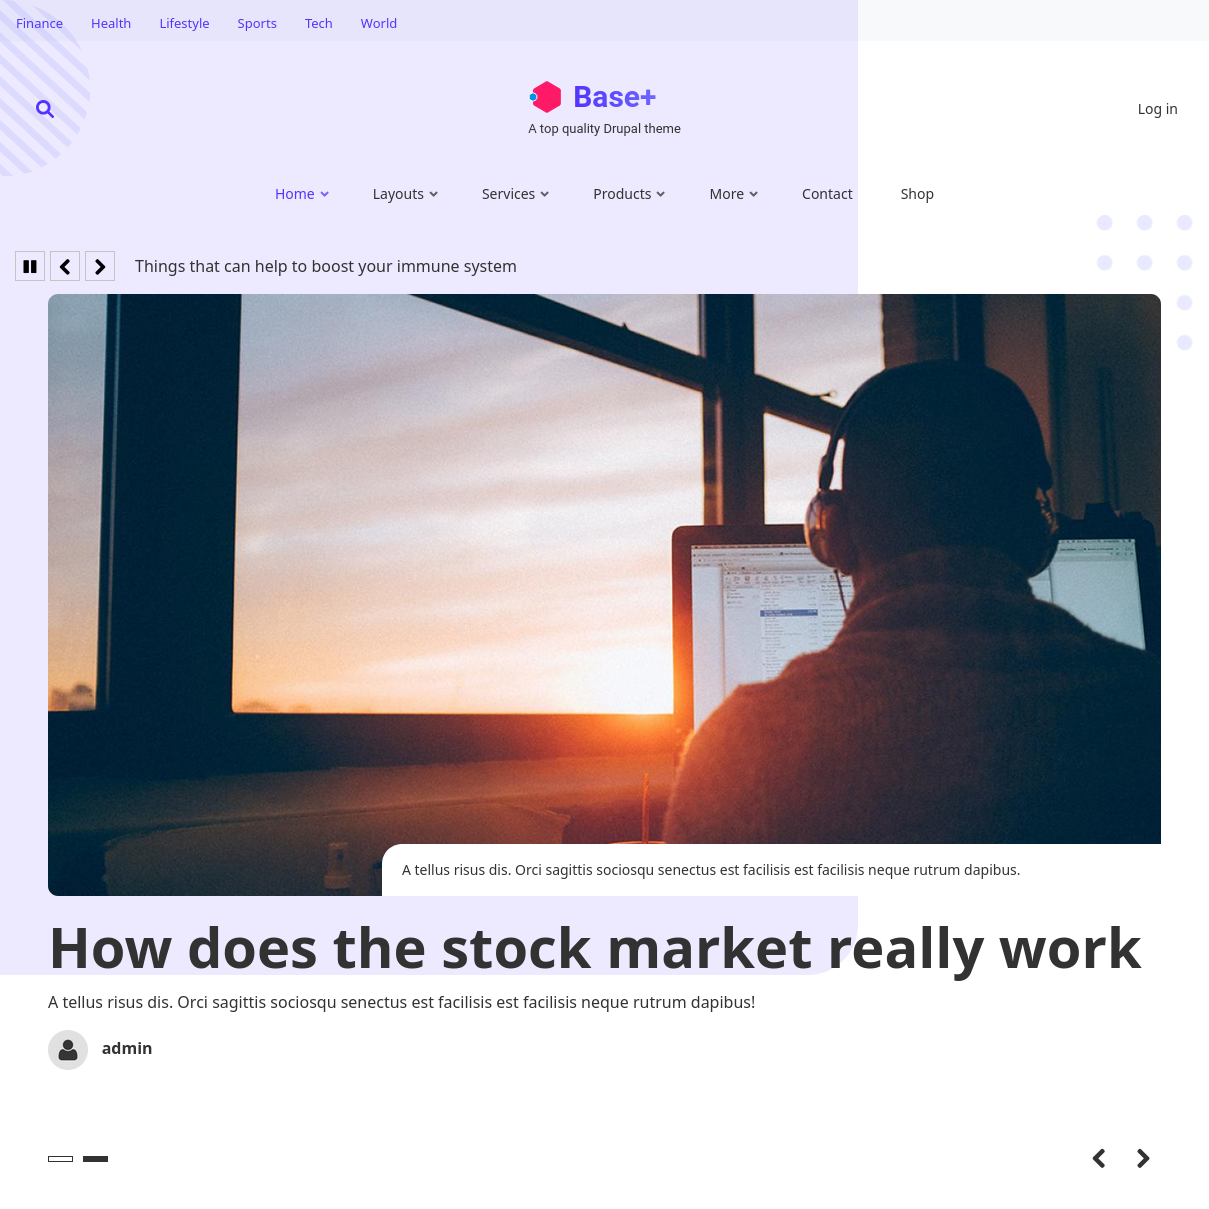 Finance Health Lifestyle Sports Tech World
Base+
A top quality Drupal theme
Log in
Home Layouts Services Products More Contact Shop
Things that can help to boost your immune system
A tellus risus dis. Orci sagittis sociosqu senectus est facilisis est facilisis neque rutrum dapibus.
How does the stock market really work
A tellus risus dis. Orci sagittis sociosqu senectus est facilisis est facilisis neque rutrum dapibus!
admin